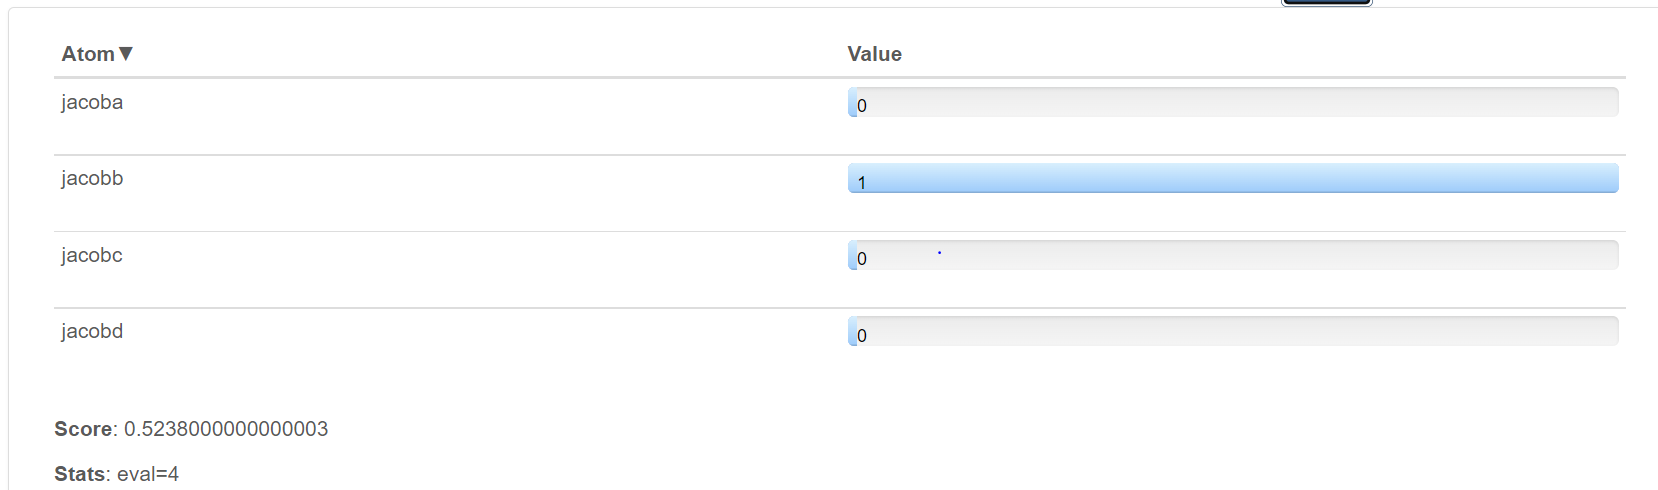 Atom▼ Value
jacoba 0
jacobb 1
jacobc 0
jacobd 0
Score: 0.5238000000000003
Stats: eval=4